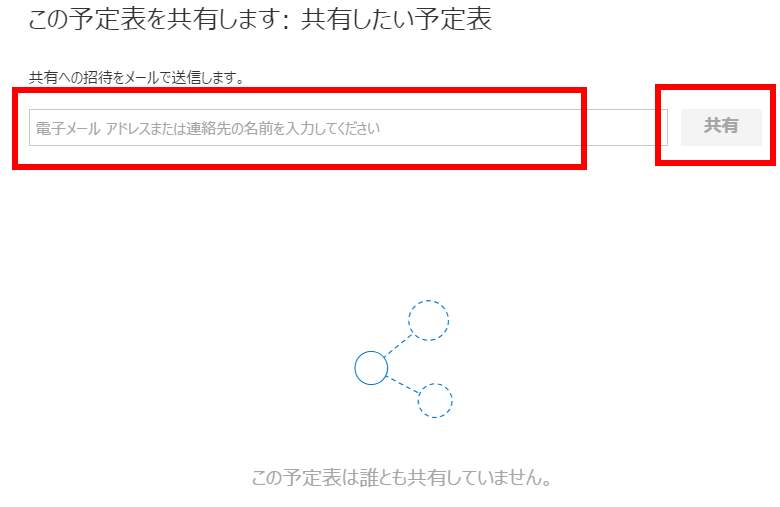 この予定表を共有します: 共有したい予定表
共有への招待をメールで送信します。
電子メール アドレスまたは連絡先の名前を入力してください
共有
この予定表は誰とも共有していません。